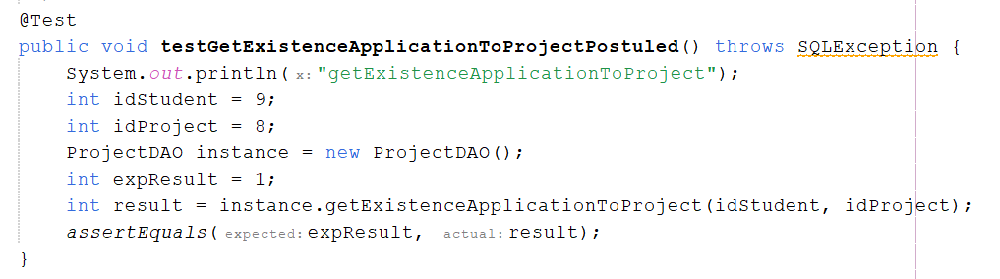 @Test
public void testGetExistenceApplicationToProjectPostuled() throws SQLException {
System.out.println( x: "getExistenceApplicationToProject");
int idStudent = 9;
int idProject = 8;
ProjectDAO instance = new ProjectDAO();
int expResult = 1;
int result = instance.getExistenceApplicationToProject(idStudent, idProject);
assertEquals( expected: expResult, actual: result);
}